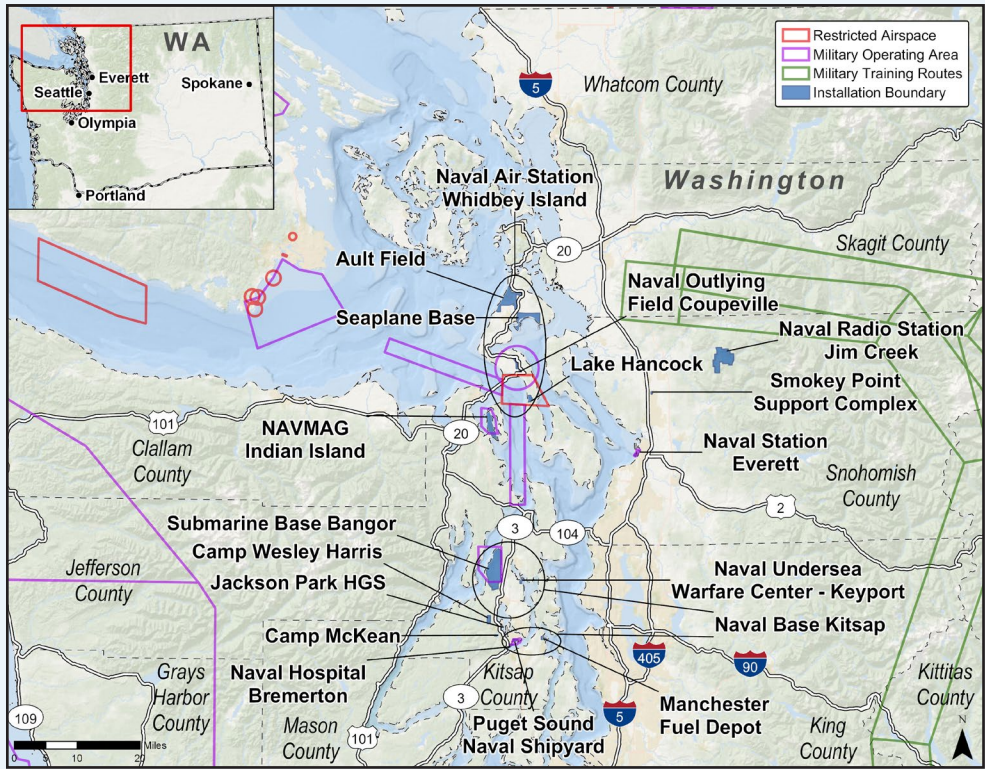 WA
Everett
Seattle
Spokane
Olympia
Portland
5
Whatcom County
Restricted Airspace
Military Operating Area
Military Training Routes
Installation Boundary
Washington
Naval Air Station
Whidbey Island
20
Skagit County
Ault Field
Naval Outlying
Field Coupeville
Seaplane Base
Naval Radio Station
Jim Creek
Lake Hancock
Smokey Point
Support Complex
101
Clallam
County
NAVMAG
Indian Island
20
Naval Station
Everett
Snohomish
County
2
Submarine Base Bangor
Camp Wesley Harris
Jackson Park HGS
3
104
Jefferson
County
Naval Undersea
Warfare Center - Keyport
Naval Base Kitsap
Camp McKean
405
90
Naval Hospital
Bremerton
Grays
Harbor
County
Kitsap
County
Kittitas
County
3
Manchester
Fuel Depot
109
Mason
County
101
Puget Sound
Naval Shipyard
5
King
County
N
Miles
0 5 10 20